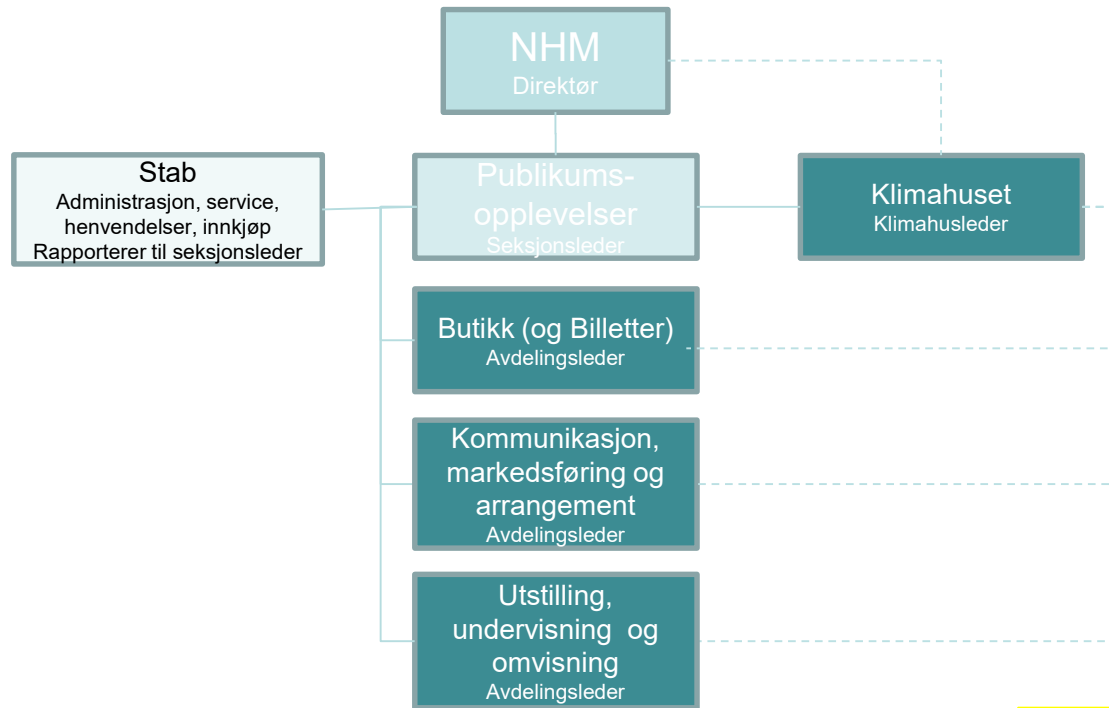 NHM
Direktør
Stab
Administrasjon, service,
henvendelser, innkjøp
Rapporterer til seksjonsleder
Publikums-
opplevelser
Seksjonsleder
Klimahuset
Klimahusleder
Butikk (og Billetter)
Avdelingsleder
Kommunikasjon,
markedsføring og
arrangement
Avdelingsleder
Utstilling,
undervisning og
omvisning
Avdelingsleder